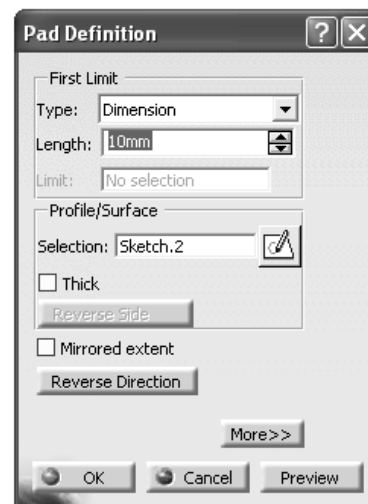 Pad Definition ? X
First Limit
Type: Dimension
Length: 10mm
Limit: No selection
Profile/Surface
Selection: Sketch.2
Thick
Reverse Side
Mirrored extent
Reverse Direction
More>>
OK Cancel Preview